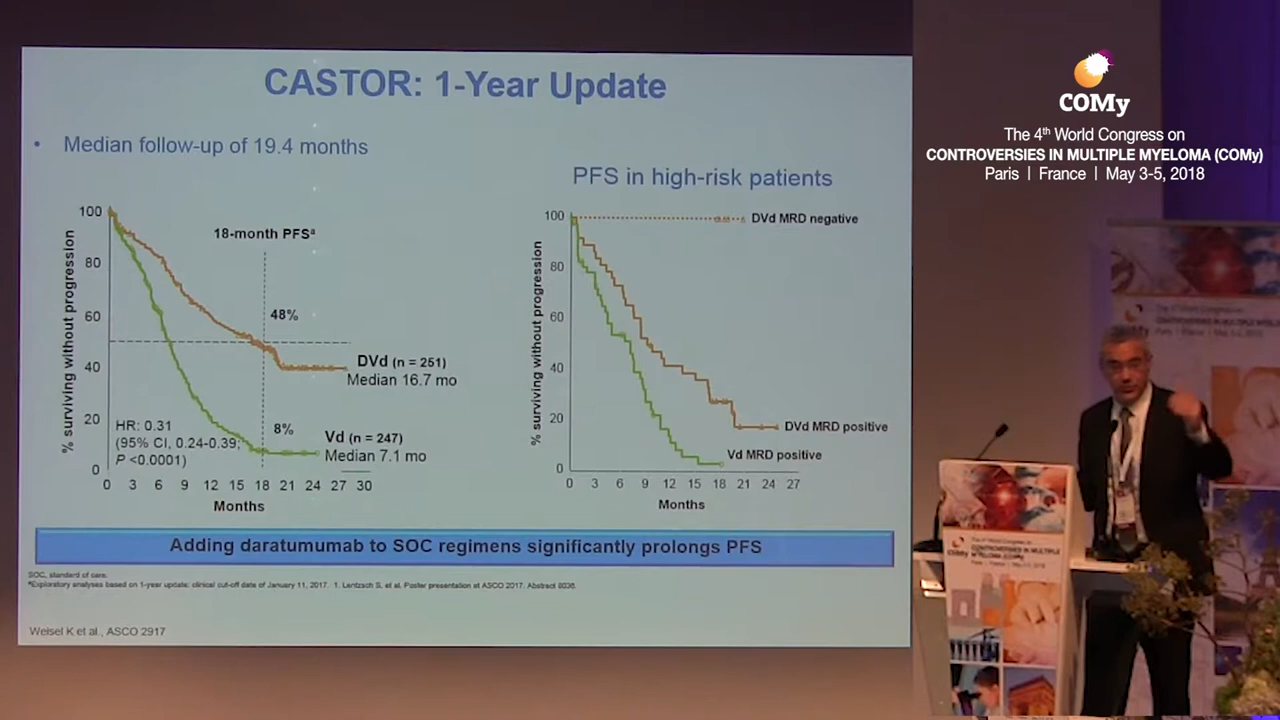 CASTOR: 1-Year Update
• Median follow-up of 19.4 months
% surviving without progression
100
80
60
40
20
0
18-month PFSᵃ
48%
8%
DVd (n = 251)
Median 16.7 mo
Vd (n = 247)
Median 7.1 mo
HR: 0.31
(95% CI, 0.24-0.39;
P <0.0001)
0 3 6 9 12 15 18 21 24 27 30
Months
PFS in high-risk patients
% surviving without progression
100
80
60
40
20
0
DVd MRD negative
DVd MRD positive
Vd MRD positive
0 3 6 9 12 15 18 21 24 27
Months
Adding daratumumab to SOC regimens significantly prolongs PFS
SOC, standard of care.
ᵃExploratory analyses based on 1-year update: clinical cut-off date of January 11, 2017. 1. Lentzsch S, et al. Poster presentation at ASCO 2017. Abstract 8036.
Weisel K et al., ASCO 2917
COMy
The 4th World Congress on
CONTROVERSIES IN MULTIPLE MYELOMA (COMy)
Paris | France | May 3-5, 2018
COMy
CONTROVERSIES IN MULTIPLE
MYELOMA (COMy)